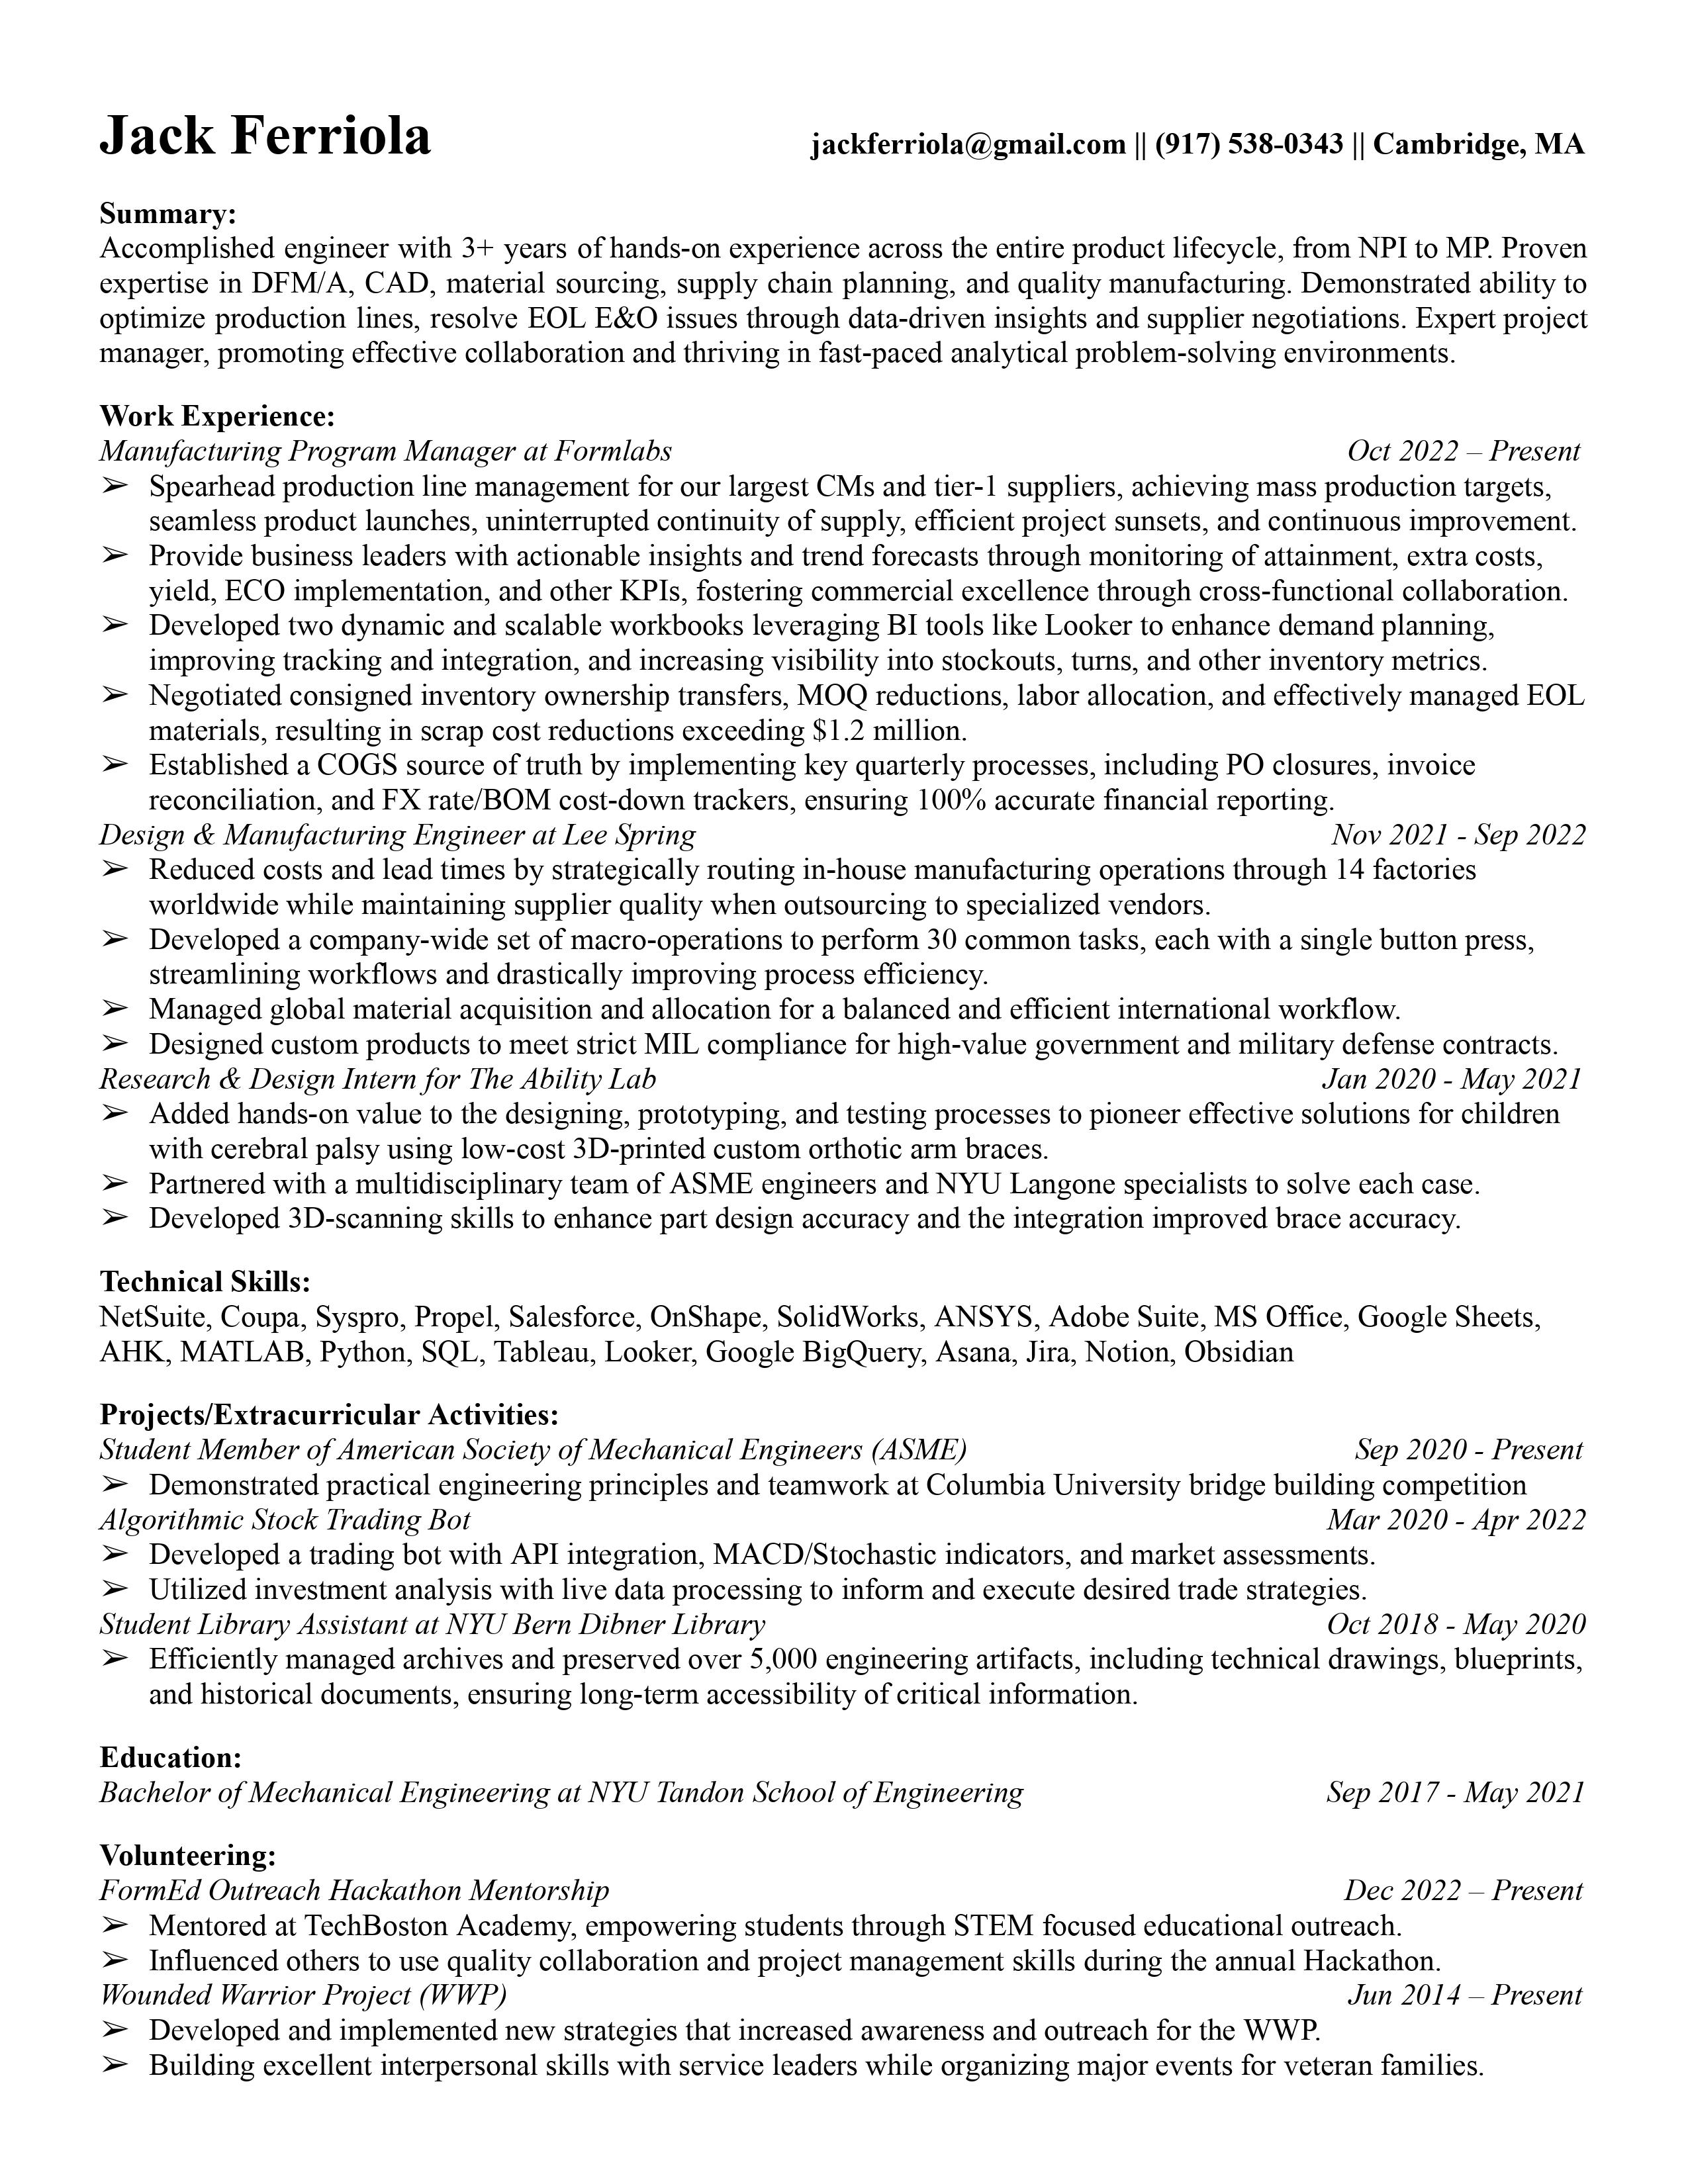 Jack Ferriola jackferriola@gmail.com || (917) 538-0343 || Cambridge, MA
Summary:
Accomplished engineer with 3+ years of hands-on experience across the entire product lifecycle, from NPI to MP. Proven
expertise in DFM/A, CAD, material sourcing, supply chain planning, and quality manufacturing. Demonstrated ability to
optimize production lines, resolve EOL E&O issues through data-driven insights and supplier negotiations. Expert project
manager, promoting effective collaboration and thriving in fast-paced analytical problem-solving environments.
Work Experience:
Manufacturing Program Manager at Formlabs Oct 2022 – Present
➢ Spearhead production line management for our largest CMs and tier-1 suppliers, achieving mass production targets,
seamless product launches, uninterrupted continuity of supply, efficient project sunsets, and continuous improvement.
➢ Provide business leaders with actionable insights and trend forecasts through monitoring of attainment, extra costs,
yield, ECO implementation, and other KPIs, fostering commercial excellence through cross-functional collaboration.
➢ Developed two dynamic and scalable workbooks leveraging BI tools like Looker to enhance demand planning,
improving tracking and integration, and increasing visibility into stockouts, turns, and other inventory metrics.
➢ Negotiated consigned inventory ownership transfers, MOQ reductions, labor allocation, and effectively managed EOL
materials, resulting in scrap cost reductions exceeding $1.2 million.
➢ Established a COGS source of truth by implementing key quarterly processes, including PO closures, invoice
reconciliation, and FX rate/BOM cost-down trackers, ensuring 100% accurate financial reporting.
Design & Manufacturing Engineer at Lee Spring Nov 2021 - Sep 2022
➢ Reduced costs and lead times by strategically routing in-house manufacturing operations through 14 factories
worldwide while maintaining supplier quality when outsourcing to specialized vendors.
➢ Developed a company-wide set of macro-operations to perform 30 common tasks, each with a single button press,
streamlining workflows and drastically improving process efficiency.
➢ Managed global material acquisition and allocation for a balanced and efficient international workflow.
➢ Designed custom products to meet strict MIL compliance for high-value government and military defense contracts.
Research & Design Intern for The Ability Lab Jan 2020 - May 2021
➢ Added hands-on value to the designing, prototyping, and testing processes to pioneer effective solutions for children
with cerebral palsy using low-cost 3D-printed custom orthotic arm braces.
➢ Partnered with a multidisciplinary team of ASME engineers and NYU Langone specialists to solve each case.
➢ Developed 3D-scanning skills to enhance part design accuracy and the integration improved brace accuracy.
Technical Skills:
NetSuite, Coupa, Syspro, Propel, Salesforce, OnShape, SolidWorks, ANSYS, Adobe Suite, MS Office, Google Sheets,
AHK, MATLAB, Python, SQL, Tableau, Looker, Google BigQuery, Asana, Jira, Notion, Obsidian
Projects/Extracurricular Activities:
Student Member of American Society of Mechanical Engineers (ASME) Sep 2020 - Present
➢ Demonstrated practical engineering principles and teamwork at Columbia University bridge building competition
Algorithmic Stock Trading Bot Mar 2020 - Apr 2022
➢ Developed a trading bot with API integration, MACD/Stochastic indicators, and market assessments.
➢ Utilized investment analysis with live data processing to inform and execute desired trade strategies.
Student Library Assistant at NYU Bern Dibner Library Oct 2018 - May 2020
➢ Efficiently managed archives and preserved over 5,000 engineering artifacts, including technical drawings, blueprints,
and historical documents, ensuring long-term accessibility of critical information.
Education:
Bachelor of Mechanical Engineering at NYU Tandon School of Engineering Sep 2017 - May 2021
Volunteering:
FormEd Outreach Hackathon Mentorship Dec 2022 – Present
➢ Mentored at TechBoston Academy, empowering students through STEM focused educational outreach.
➢ Influenced others to use quality collaboration and project management skills during the annual Hackathon.
Wounded Warrior Project (WWP) Jun 2014 – Present
➢ Developed and implemented new strategies that increased awareness and outreach for the WWP.
➢ Building excellent interpersonal skills with service leaders while organizing major events for veteran families.